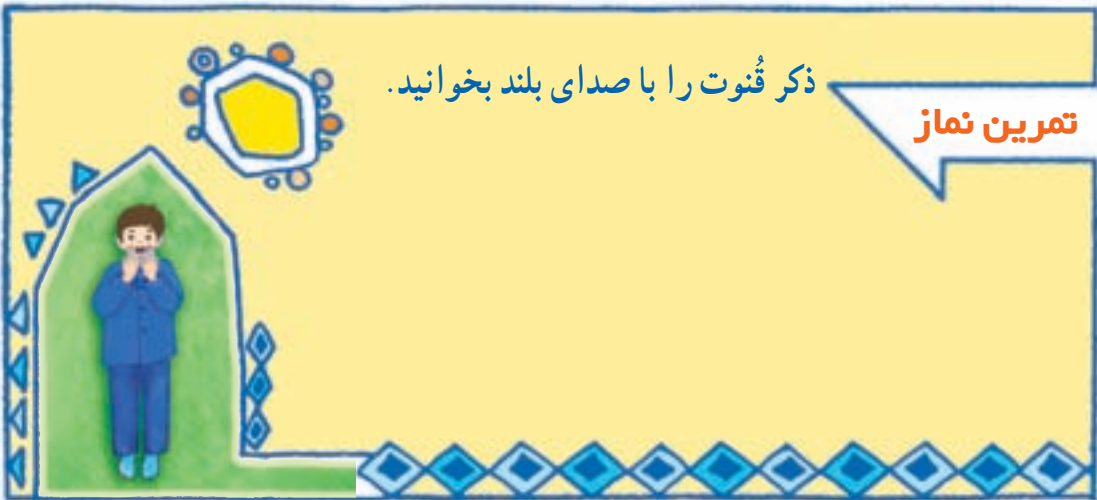 تمرین نماز
ذکر قُنوت را با صدای بلند بخوانید.